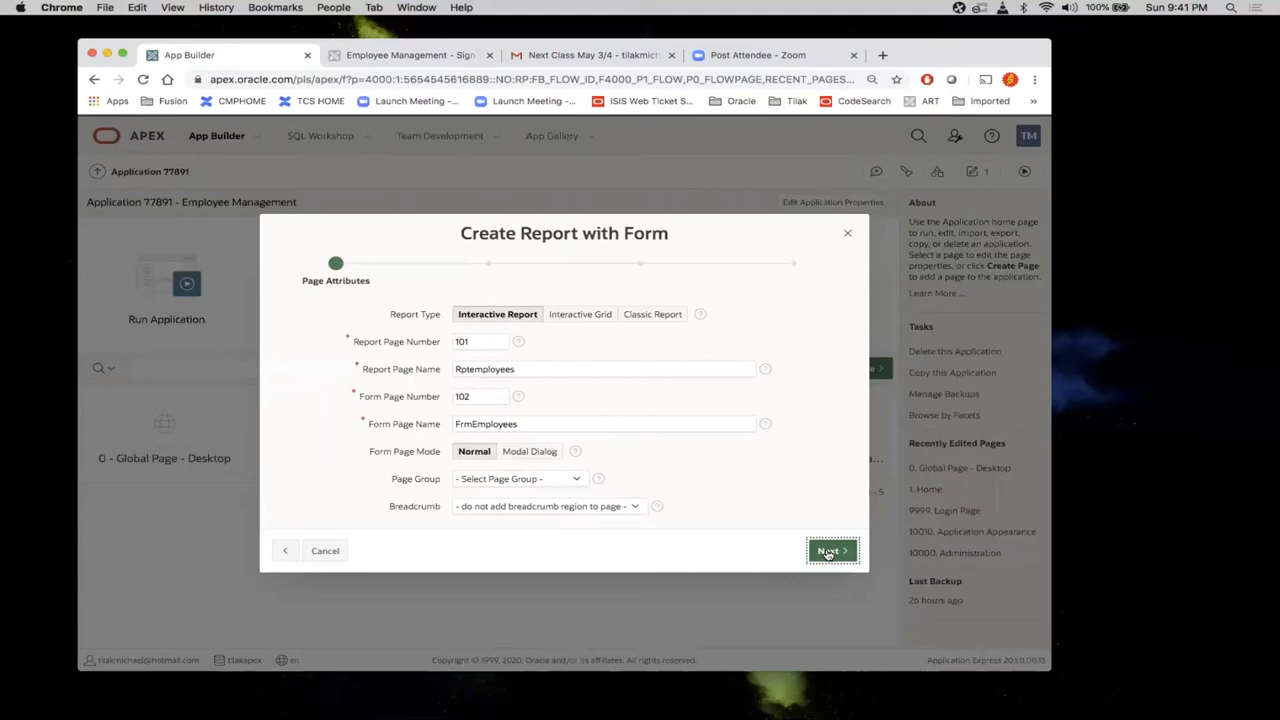 Chrome File Edit View History Bookmarks People Tab Window Help 100% Sun 9:41 PM
App Builder Employee Management - Sign Next Class May 3/4 - tilakmich Post Attendee - Zoom
apex.oracle.com/pls/apex/f?p=4000:1:5654545616889::NO:RP:FB_FLOW_ID,F4000_P1_FLOW,P0_FLOWPAGE,RECENT_PAGES...
Apps Fusion CMPHOME TCS HOME Launch Meeting -... Launch Meeting -... ISIS Web Ticket S... Oracle Tilak CodeSearch ART Imported »
APEX App Builder SQL Workshop Team Development App Gallery TM
Application 77891 1
Application 77891 - Employee Management Edit Application Properties
Run Application
0 - Global Page - Desktop
Create Report with Form
Page Attributes
Report Type Interactive Report Interactive Grid Classic Report ?
* Report Page Number 101 ?
* Report Page Name Rptemployees ?
* Form Page Number 102 ?
* Form Page Name FrmEmployees ?
Form Page Mode Normal Modal Dialog ?
Page Group - Select Page Group - ?
Breadcrumb - do not add breadcrumb region to page - ?
Cancel Next
About
Use the Application home page
to run, edit, import, export,
copy, or delete an application.
Select a page to edit the page
properties, or click Create Page
to add a page to the application.
Learn More ...
Tasks
Delete this Application
Copy this Application
Manage Backups
Browse by Facets
Recently Edited Pages
0. Global Page - Desktop
1. Home
9999. Login Page
10010. Application Appearance
10000. Administration
Last Backup
26 hours ago
tilakmichael@hotmail.com tilakapex en Copyright © 1999, 2020, Oracle and/or its affiliates. All rights reserved. Application Express 20.1.0.00.13